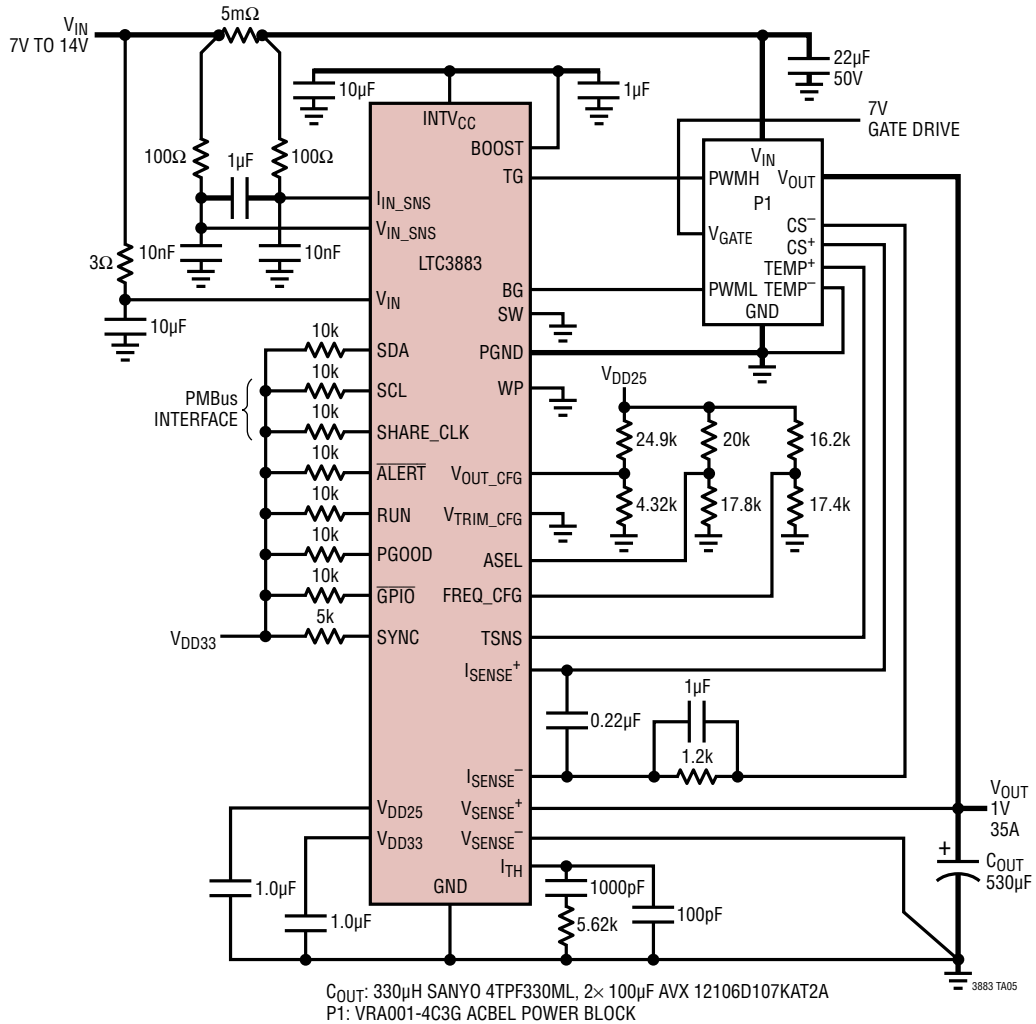 5mΩ
VIN
7V TO 14V
22µF
50V
10µF
1µF
7V
GATE DRIVE
INTVCC
BOOST
TG
100Ω
1µF
100Ω
IIN_SNS
VIN_SNS
10nF
10nF
LTC3883
3Ω
VIN
10µF
VIN
PWMH
VOUT
P1
CS−
VGATE
CS+
TEMP+
PWML
TEMP−
GND
BG
SW
PGND
WP
10k
SDA
10k
SCL
PMBus
INTERFACE
10k
SHARE_CLK
10k
ALERT
10k
RUN
10k
PGOOD
10k
GPIO
5k
SYNC
VDD33
VDD25
24.9k
20k
16.2k
VOUT_CFG
4.32k
17.8k
17.4k
VTRIM_CFG
ASEL
FREQ_CFG
TSNS
ISENSE+
1µF
0.22µF
1.2k
ISENSE−
VDD25
VSENSE+
VOUT
1V
35A
VDD33
VSENSE−
ITH
+
COUT
530µF
GND
1.0µF
1.0µF
1000pF
5.62k
100pF
3883 TA05
COUT: 330µH SANYO 4TPF330ML, 2× 100µF AVX 12106D107KAT2A
P1: VRA001-4C3G ACBEL POWER BLOCK